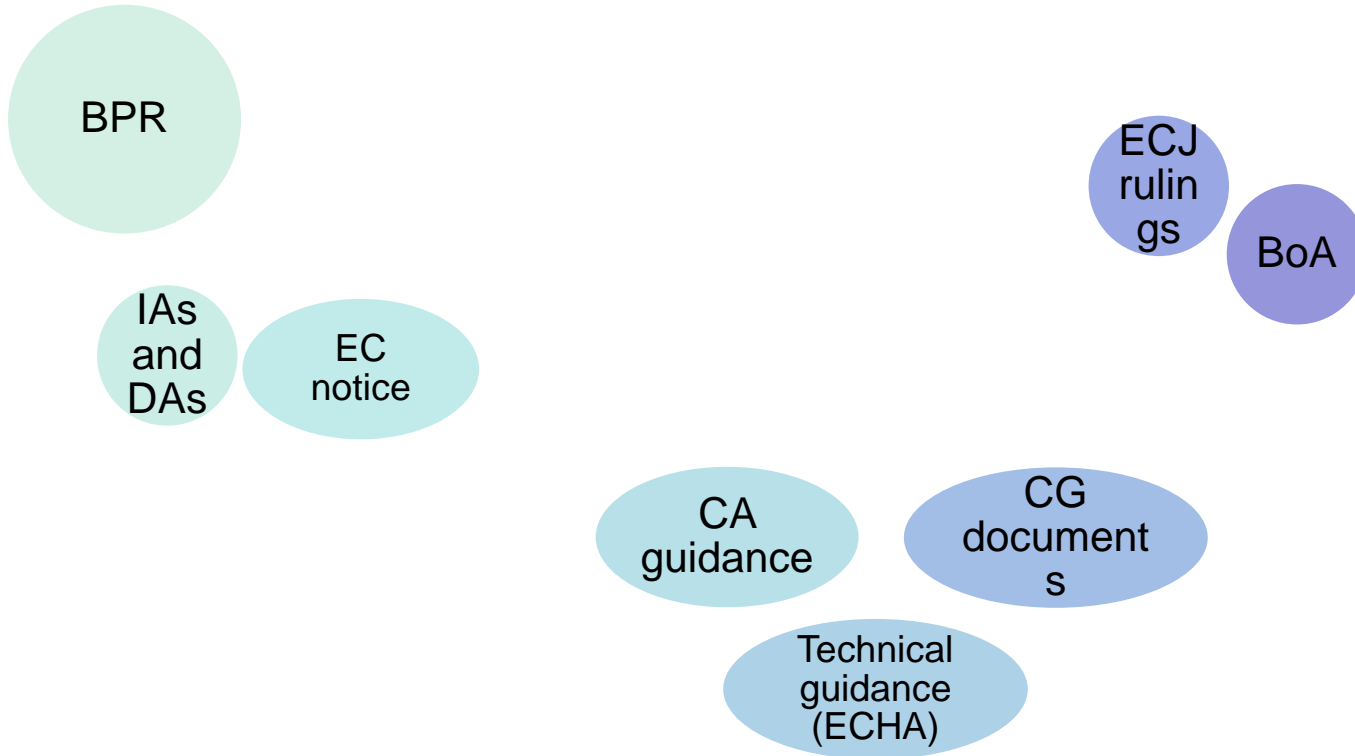 BPR
ECJ
rulin
gs
BoA
IAs
and
DAs
EC
notice
CA
guidance
CG
document
s
Technical
guidance
(ECHA)